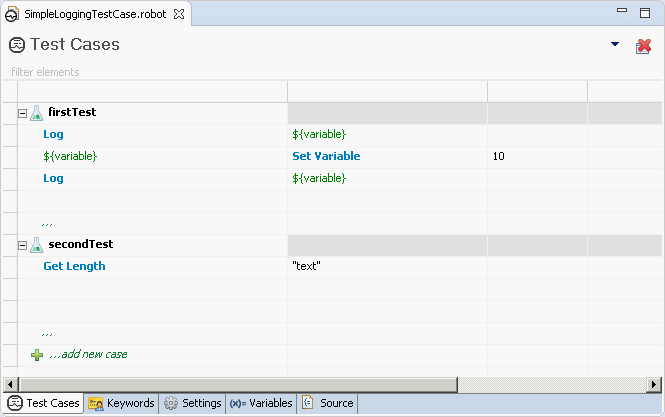 SimpleLoggingTestCase.robot
Test Cases
filter elements
firstTest
Log ${variable}
${variable} Set Variable 10
Log ${variable}
...
secondTest
Get Length "text"
...
...add new case
Test Cases Keywords Settings (x)= Variables Source